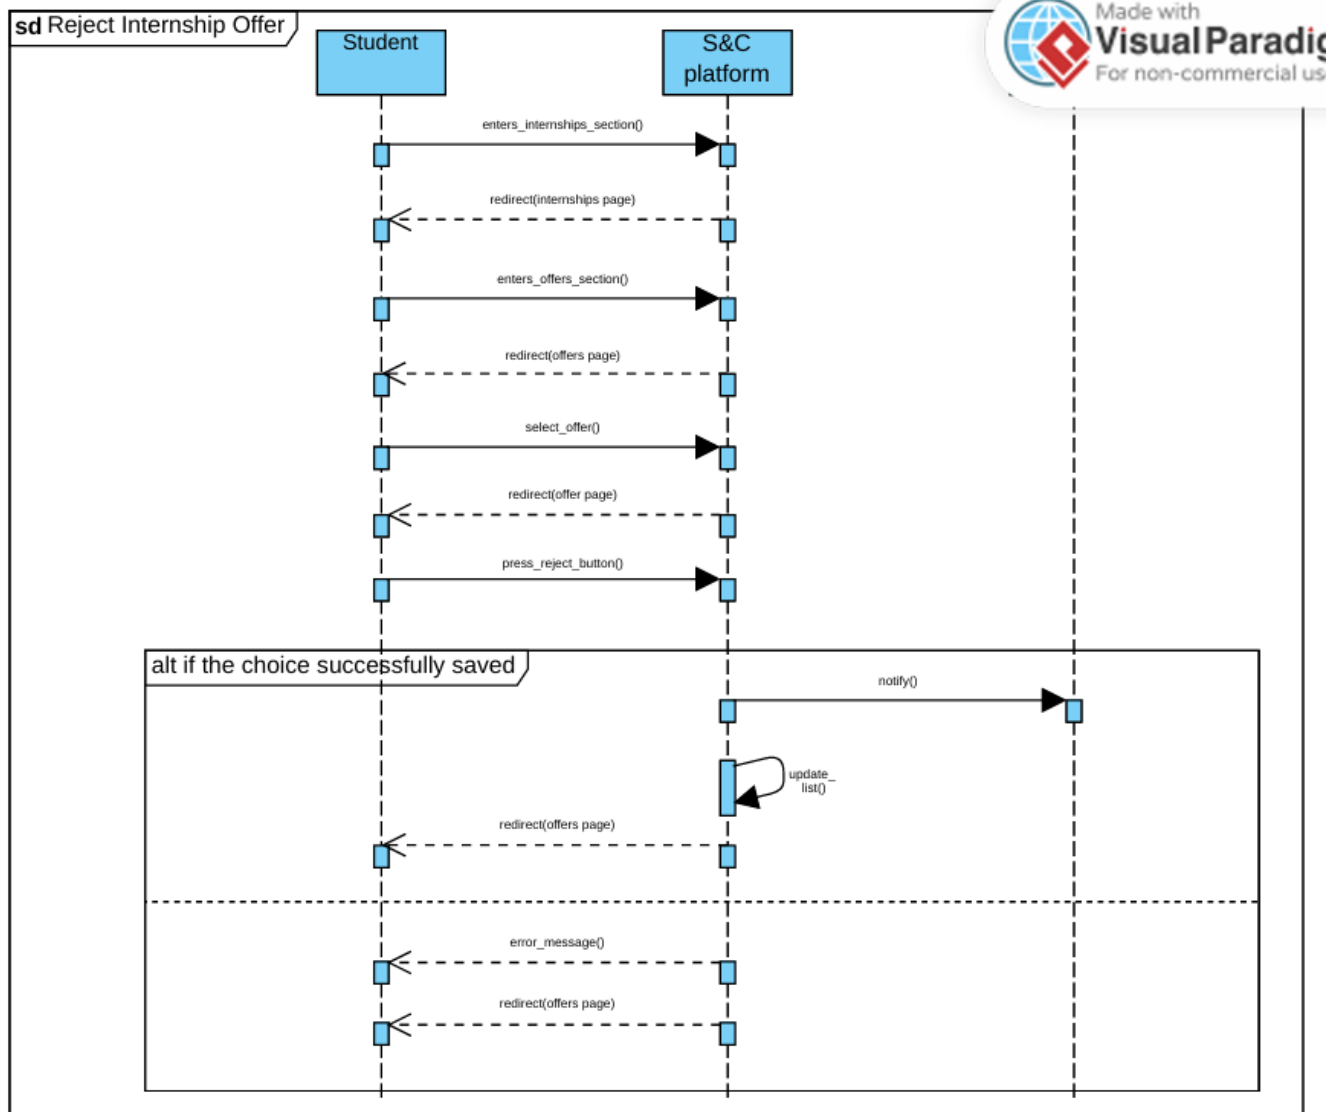 sd Reject Internship Offer
Made with
Visual Paradig
For non-commercial us
Student
S&C
platform
enters_internships_section()
redirect(internships page)
enters_offers_section()
redirect(offers page)
select_offer()
redirect(offer page)
press_reject_button()
alt if the choice successfully saved
notify()
update_
list()
redirect(offers page)
error_message()
redirect(offers page)